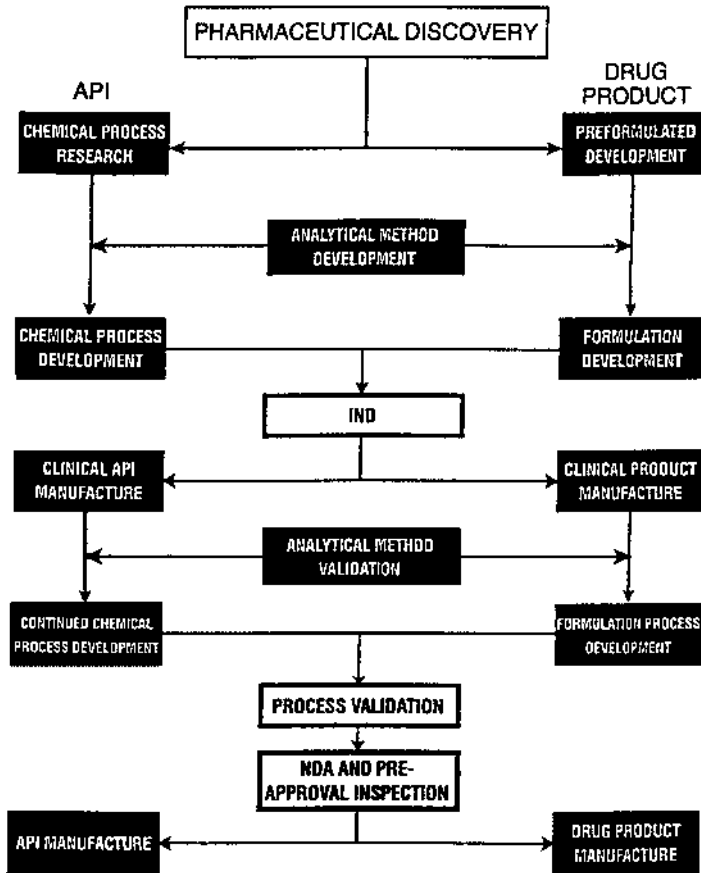 PHARMACEUTICAL DISCOVERY
API
DRUG
PRODUCT
CHEMICAL PROCESS
RESEARCH
PREFORMULATED
DEVELOPMENT
ANALYTICAL METHOD
DEVELOPMENT
CHEMICAL PROCESS
DEVELOPMENT
FORMULATION
DEVELOPMENT
IND
CLINICAL API
MANUFACTURE
CLINICAL PRODUCT
MANUFACTURE
ANALYTICAL METHOD
VALIDATION
CONTINUED CHEMICAL
PROCESS DEVELOPMENT
FORMULATION PROCESS
DEVELOPMENT
PROCESS VALIDATION
NDA AND PRE-
APPROVAL INSPECTION
API MANUFACTURE
DRUG PRODUCT
MANUFACTURE